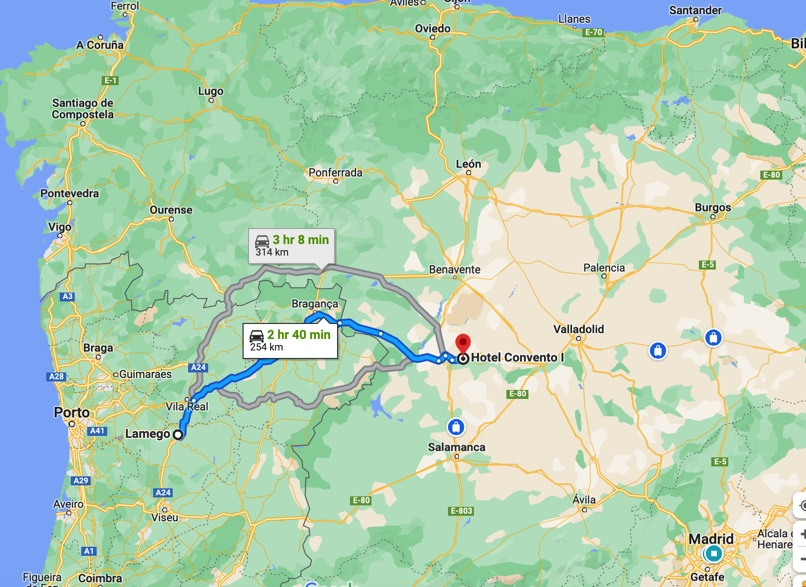 Ferrol
Avilés
Oviedo
Llanes
Santander
E-70
A Coruña
E-1
Bil
Lugo
Santiago de
Compostela
León
Ponferrada
E-80
Pontevedra
Ourense
Burgos
Vigo
3 hr 8 min
314 km
Benavente
Palencia
E-5
A3
Bragança
2 hr 40 min
254 km
Valladolid
Braga
Hotel Convento I
A24
Guimaraes
A28
E-80
Vila Real
Porto
A41
Lamego
Salamanca
E-5
A29
A24
E-80
Aveiro
Viseu
E-803
Ávila
Madrid
Alcala d
Henare
A1
Getafe
Figueira
Coimbra